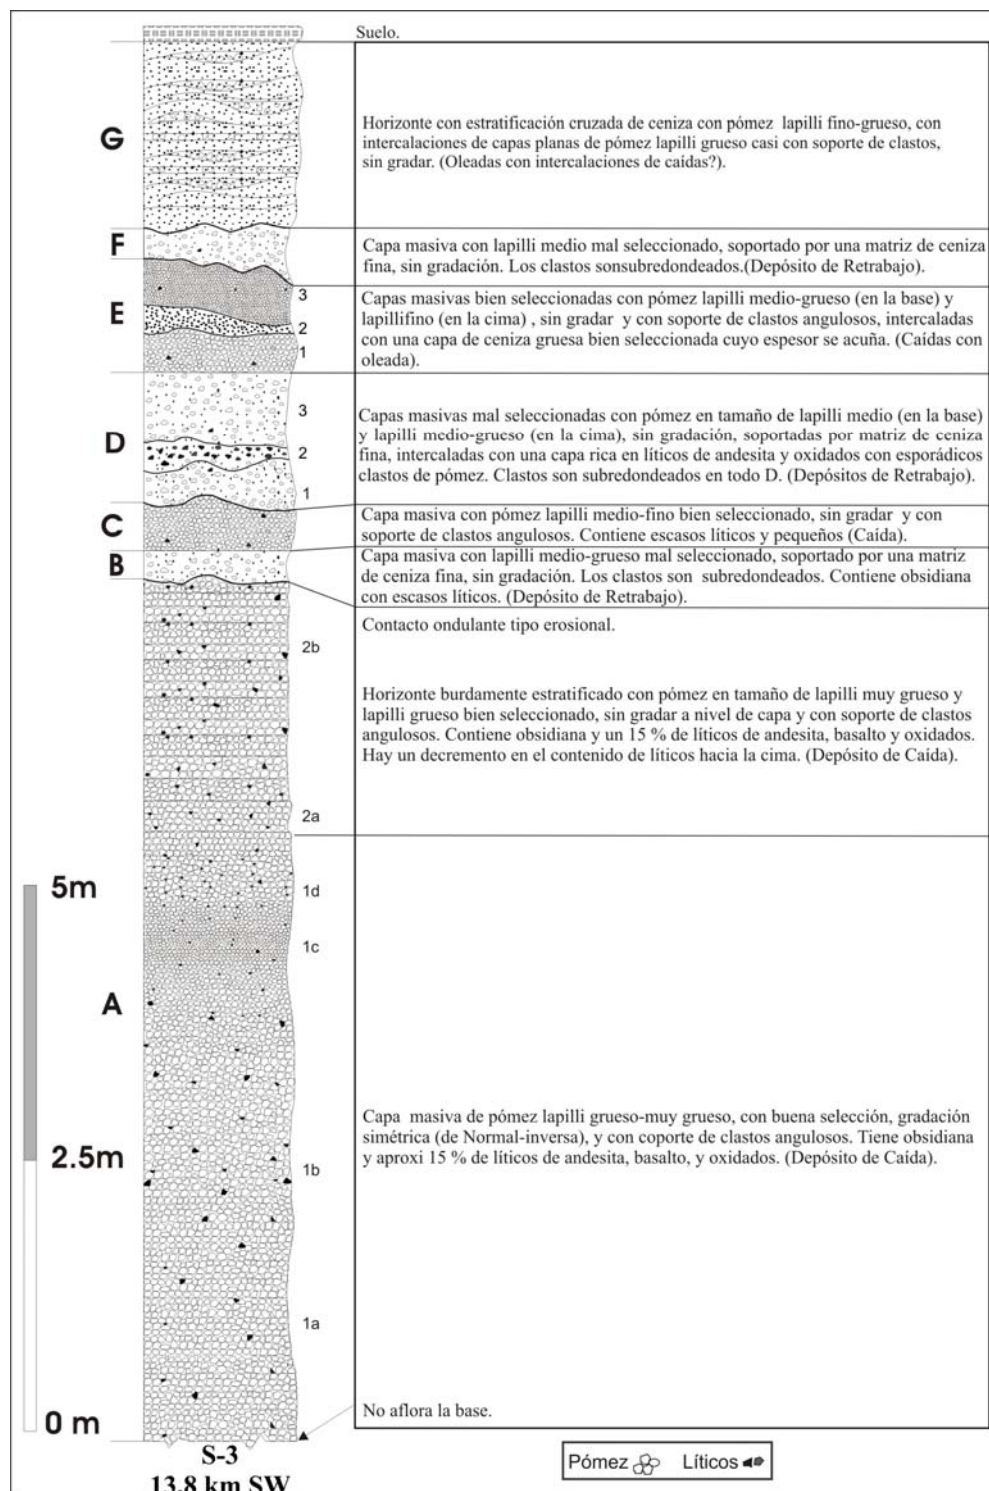 Suelo.
G
Horizonte con estratificación cruzada de ceniza con pómez lapilli fino-grueso, con
intercalaciones de capas planas de pómez lapilli grueso casi con soporte de clastos,
sin gradar. (Oleadas con intercalaciones de caídas?).
F
Capa masiva con lapilli medio mal seleccionado, soportado por una matriz de ceniza
fina, sin gradación. Los clastos sonsubredondeados.(Depósito de Retrabajo).
E
3
2
1
Capas masivas bien seleccionadas con pómez lapilli medio-grueso (en la base) y
lapillifino (en la cima) , sin gradar y con soporte de clastos angulosos, intercaladas
con una capa de ceniza gruesa bien seleccionada cuyo espesor se acuña. (Caídas con
oleada).
D
3
2
1
Capas masivas mal seleccionadas con pómez en tamaño de lapilli medio (en la base)
y lapilli medio-grueso (en la cima), sin gradación, soportadas por matriz de ceniza
fina, intercaladas con una capa rica en líticos de andesita y oxidados con esporádicos
clastos de pómez. Clastos son subredondeados en todo D. (Depósitos de Retrabajo).
C
Capa masiva con pómez lapilli medio-fino bien seleccionado, sin gradar y con
soporte de clastos angulosos. Contiene escasos líticos y pequeños (Caída).
B
Capa masiva con lapilli medio-grueso mal seleccionado, soportado por una matriz
de ceniza fina, sin gradación. Los clastos son subredondeados. Contiene obsidiana
con escasos líticos. (Depósito de Retrabajo).
Contacto ondulante tipo erosional.
2b
Horizonte burdamente estratificado con pómez en tamaño de lapilli muy grueso y
lapilli grueso bien seleccionado, sin gradar a nivel de capa y con soporte de clastos
angulosos. Contiene obsidiana y un 15 % de líticos de andesita, basalto y oxidados.
Hay un decremento en el contenido de líticos hacia la cima. (Depósito de Caída).
2a
5m
1d
1c
A
Capa masiva de pómez lapilli grueso-muy grueso, con buena selección, gradación
simétrica (de Normal-inversa), y con coporte de clastos angulosos. Tiene obsidiana
y aproxi 15 % de líticos de andesita, basalto, y oxidados. (Depósito de Caída).
2.5m
1b
1a
No aflora la base.
0 m
S-3
13.8 km SW
Pómez Líticos